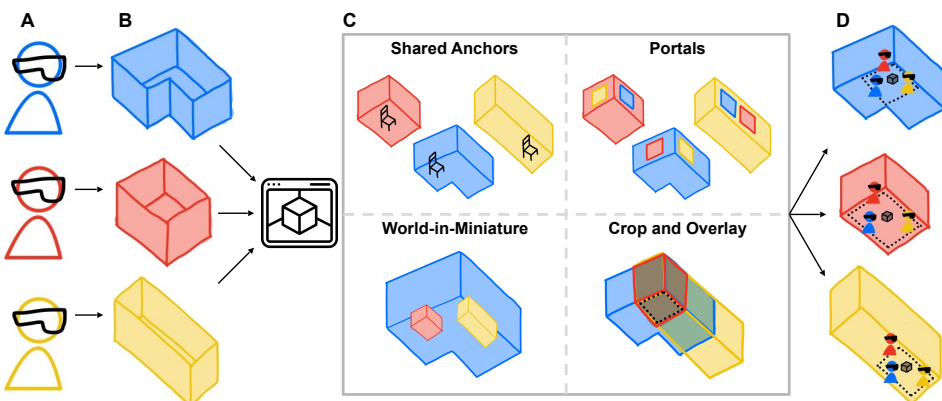 A
B
C
D
Shared Anchors
Portals
World-in-Miniature
Crop and Overlay